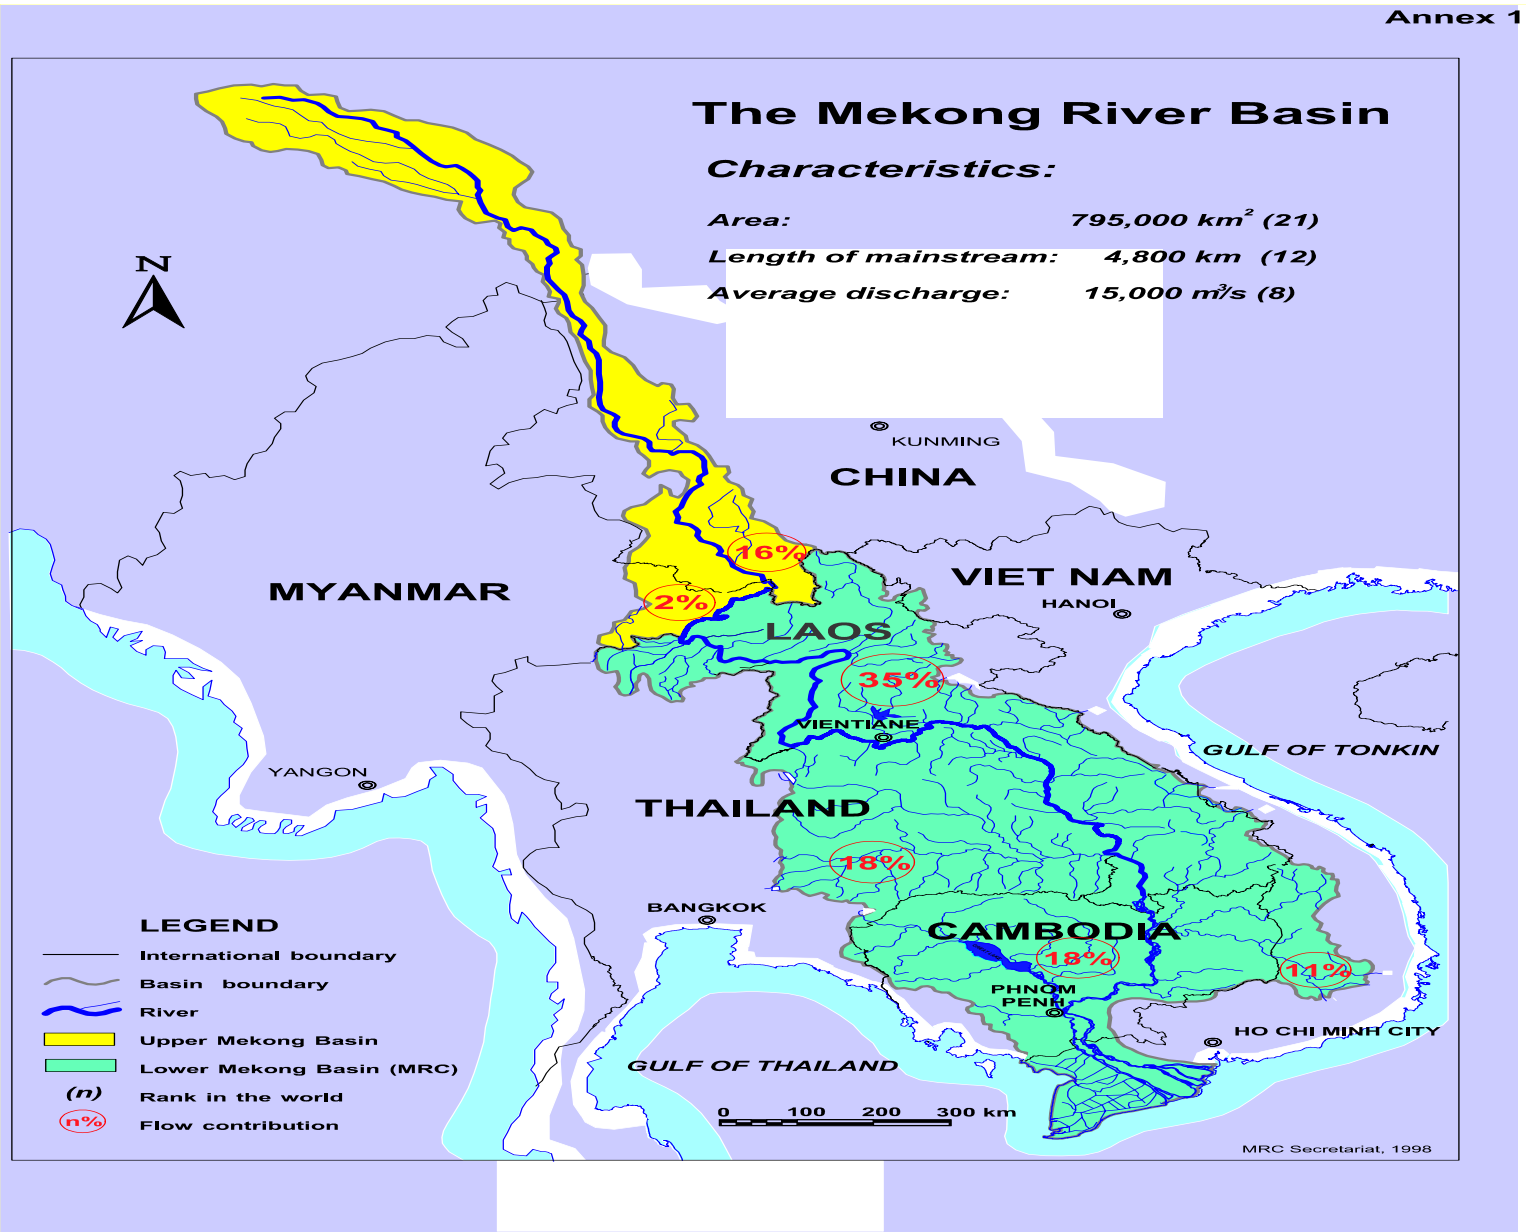 Annex 1
The Mekong River Basin
Characteristics:
Area: 795,000 km² (21)
Length of mainstream: 4,800 km (12)
Average discharge: 15,000 m³/s (8)
N
KUNMING
CHINA
16%
VIET NAM
MYANMAR
2%
HANOI
LAOS
35%
VIENTIANE
GULF OF TONKIN
YANGON
THAILAND
18%
BANGKOK
CAMBODIA
18%
11%
PHNOM
PENH
HO CHI MINH CITY
GULF OF THAILAND
0 100 200 300 km
LEGEND
International boundary
Basin boundary
River
Upper Mekong Basin
Lower Mekong Basin (MRC)
(n) Rank in the world
n% Flow contribution
MRC Secretariat, 1998